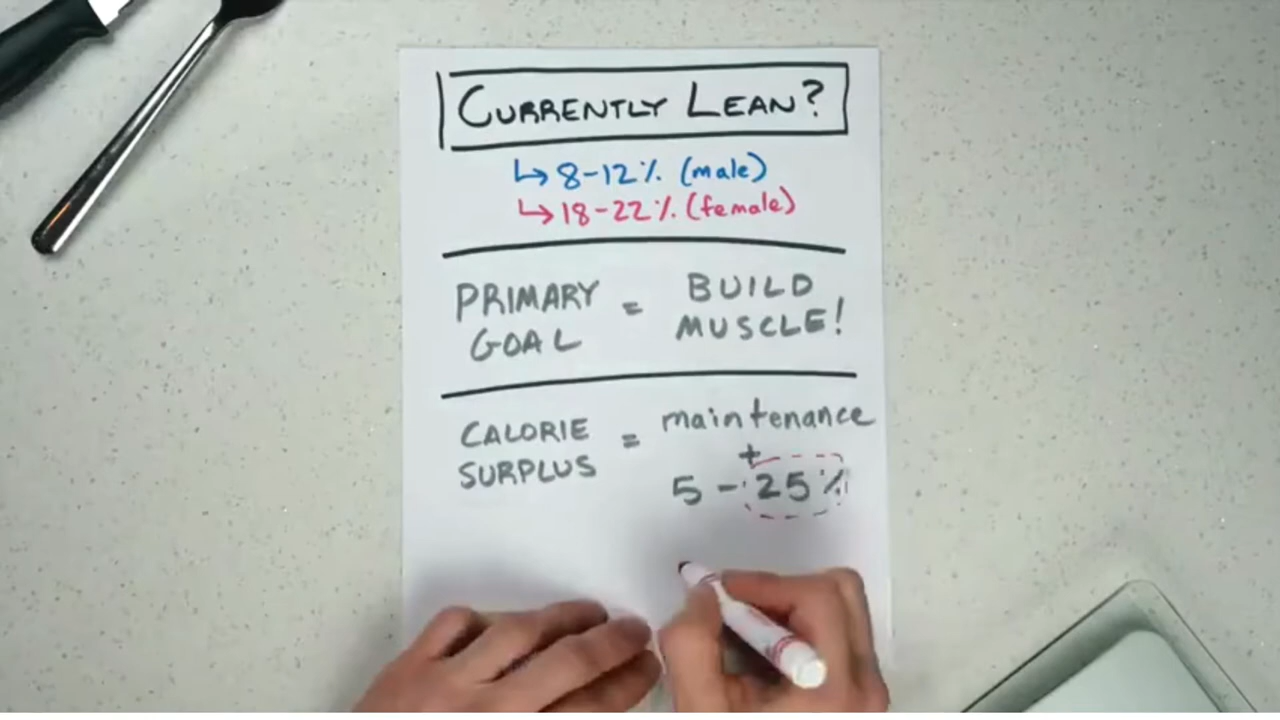 CURRENTLY LEAN?
↳ 8-12% (male)
↳ 18-22% (female)
PRIMARY GOAL = BUILD MUSCLE!
CALORIE SURPLUS = maintenance + 5-25%